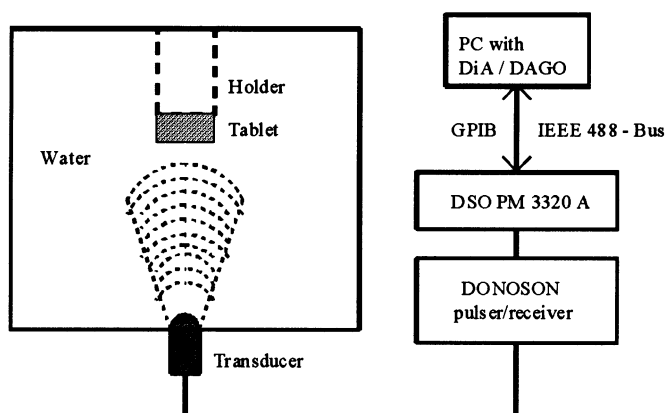 Holder
Tablet
Water
Transducer
PC with
DiA / DAGO
GPIB
IEEE 488 - Bus
DSO PM 3320 A
DONOSON
pulser/receiver